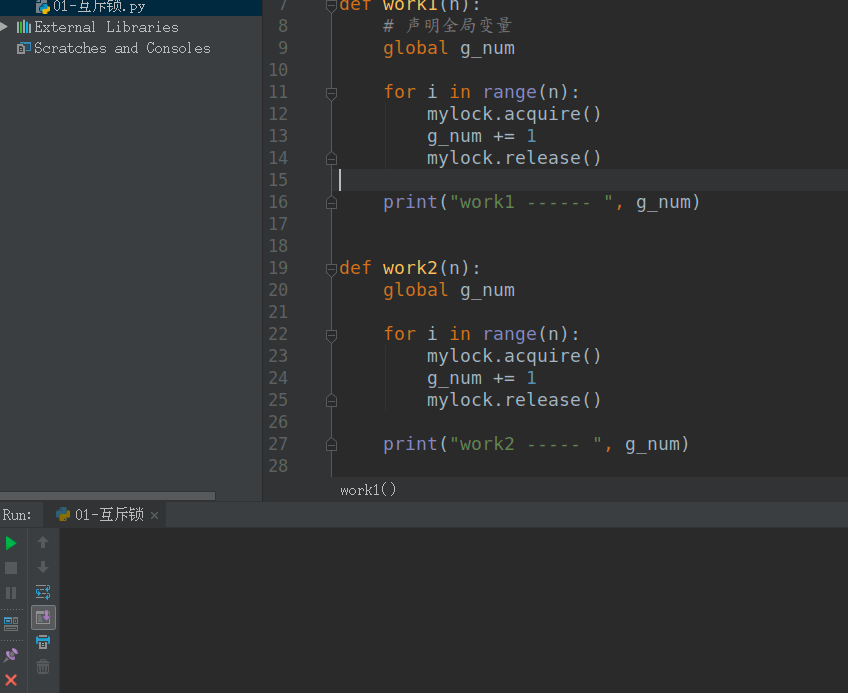 01-互斥锁.py
External Libraries
Scratches and Consoles
7 def work1(n):
8 # 声明全局变量
9 global g_num
10
11 for i in range(n):
12 mylock.acquire()
13 g_num += 1
14 mylock.release()
15
16 print("work1 ------ ", g_num)
17
18
19 def work2(n):
20 global g_num
21
22 for i in range(n):
23 mylock.acquire()
24 g_num += 1
25 mylock.release()
26
27 print("work2 ----- ", g_num)
28
work1()
Run: 01-互斥锁 ×